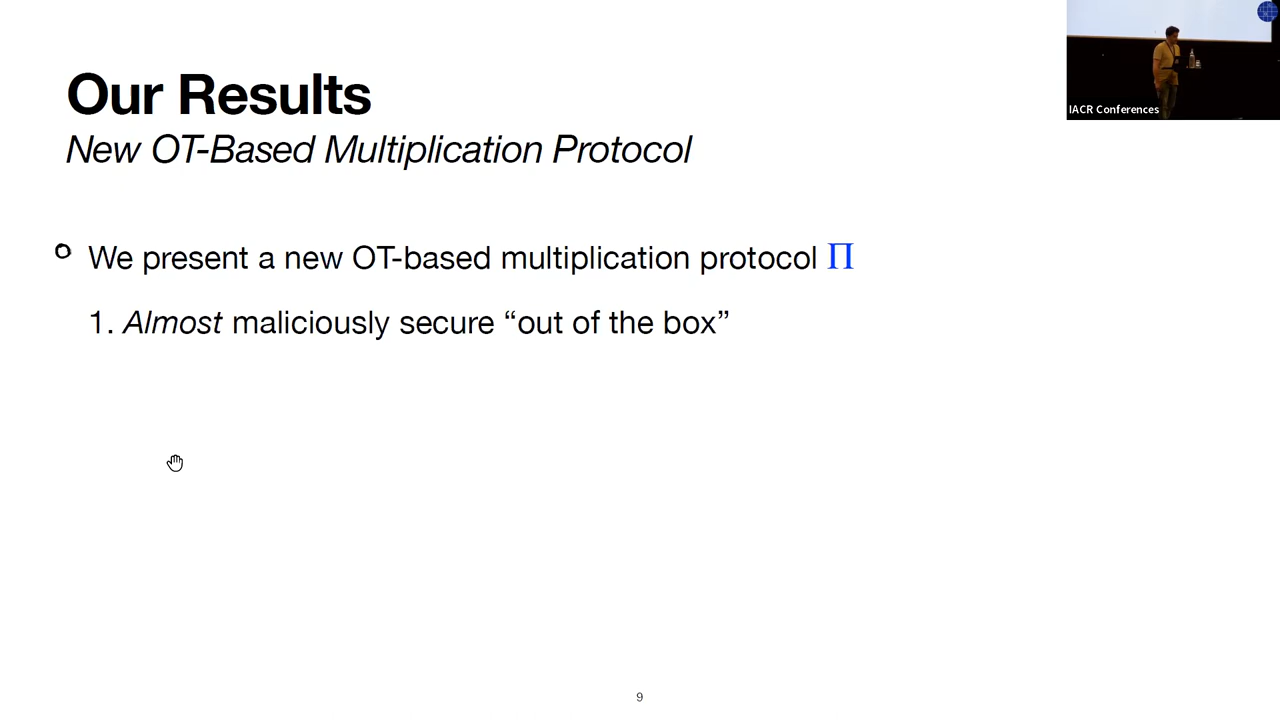 Our Results
New OT-Based Multiplication Protocol
We present a new OT-based multiplication protocol Π
1. Almost maliciously secure “out of the box”
IACR Conferences
9